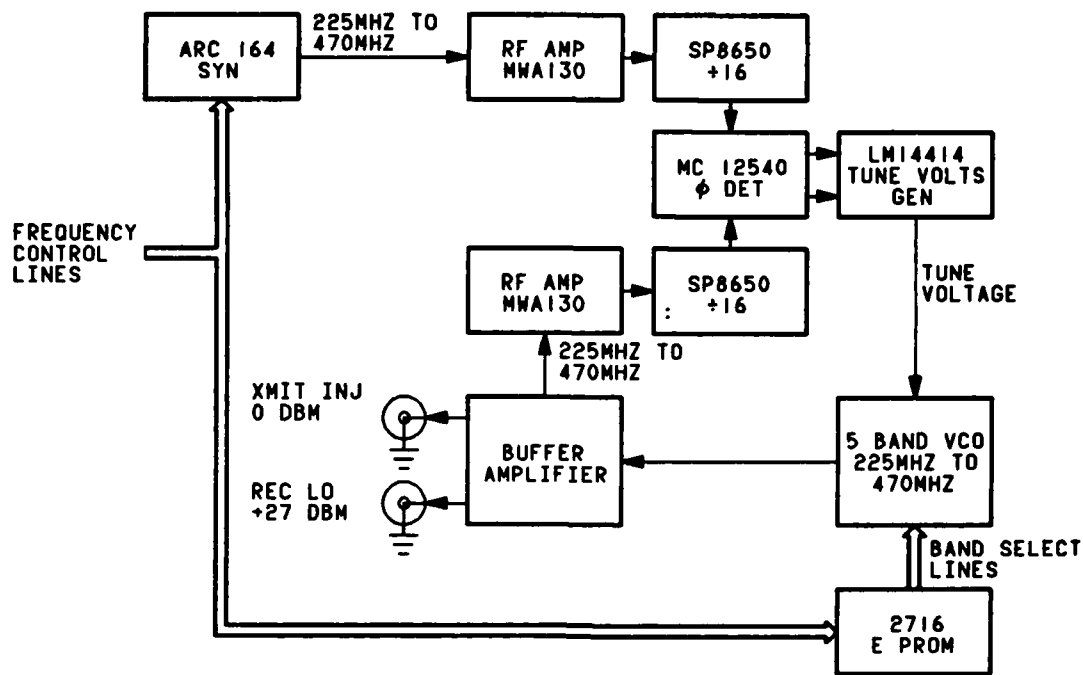 225MHZ TO
470MHZ
ARC 164
SYN
RF AMP
MWA130
SP8650
÷16
MC 12540
φ DET
LM14414
TUNE VOLTS
GEN
FREQUENCY
CONTROL
LINES
RF AMP
MWA130
SP8650
÷16
TUNE
VOLTAGE
225MHZ TO
470MHZ
XMIT INJ
0 DBM
BUFFER
AMPLIFIER
5 BAND VCO
225MHZ TO
470MHZ
REC LO
+27 DBM
BAND SELECT
LINES
2716
E PROM